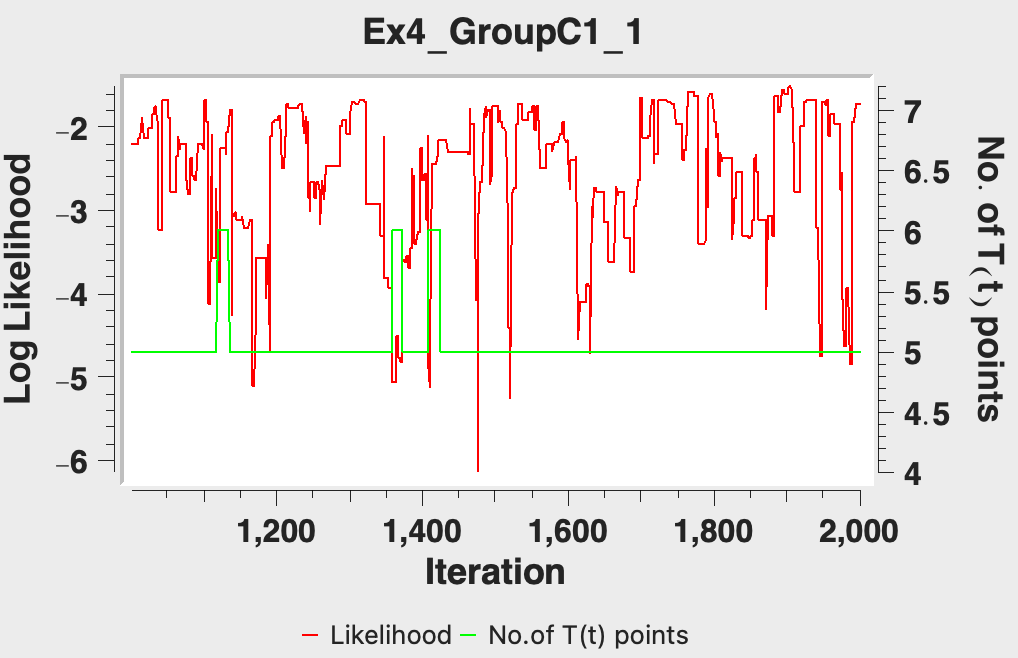 Ex4_GroupC1_1
Log Likelihood
−2
−3
−4
−5
−6
7
6.5
6
5.5
5
4.5
4
No. of T(t) points
1,200 1,400 1,600 1,800 2,000
Iteration
Likelihood No.of T(t) points